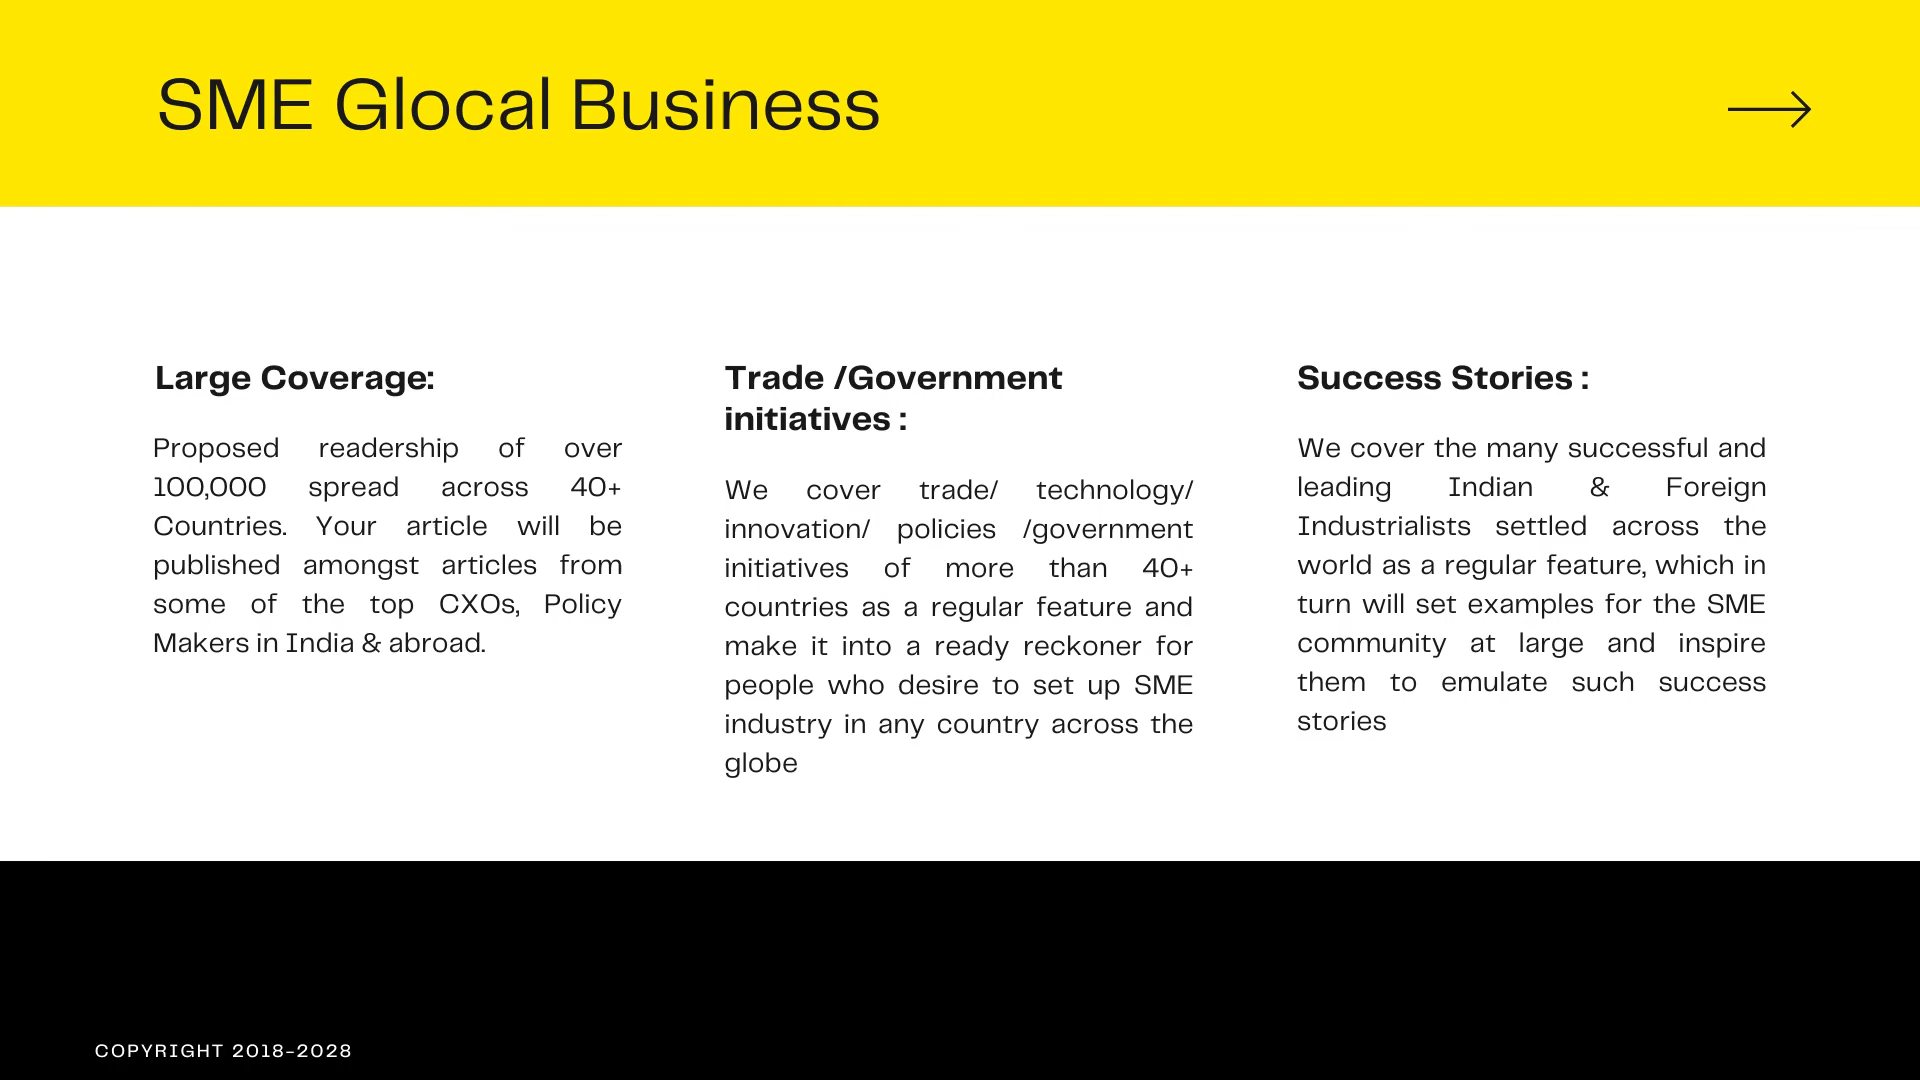 SME Glocal Business
Large Coverage:
Proposed readership of over
100,000 spread across 40+
Countries. Your article will be
published amongst articles from
some of the top CXOs, Policy
Makers in India & abroad.
Trade /Government
initiatives :
We cover trade/ technology/
innovation/ policies /government
initiatives of more than 40+
countries as a regular feature and
make it into a ready reckoner for
people who desire to set up SME
industry in any country across the
globe
Success Stories :
We cover the many successful and
leading Indian & Foreign
Industrialists settled across the
world as a regular feature, which in
turn will set examples for the SME
community at large and inspire
them to emulate such success
stories
COPYRIGHT 2018-2028